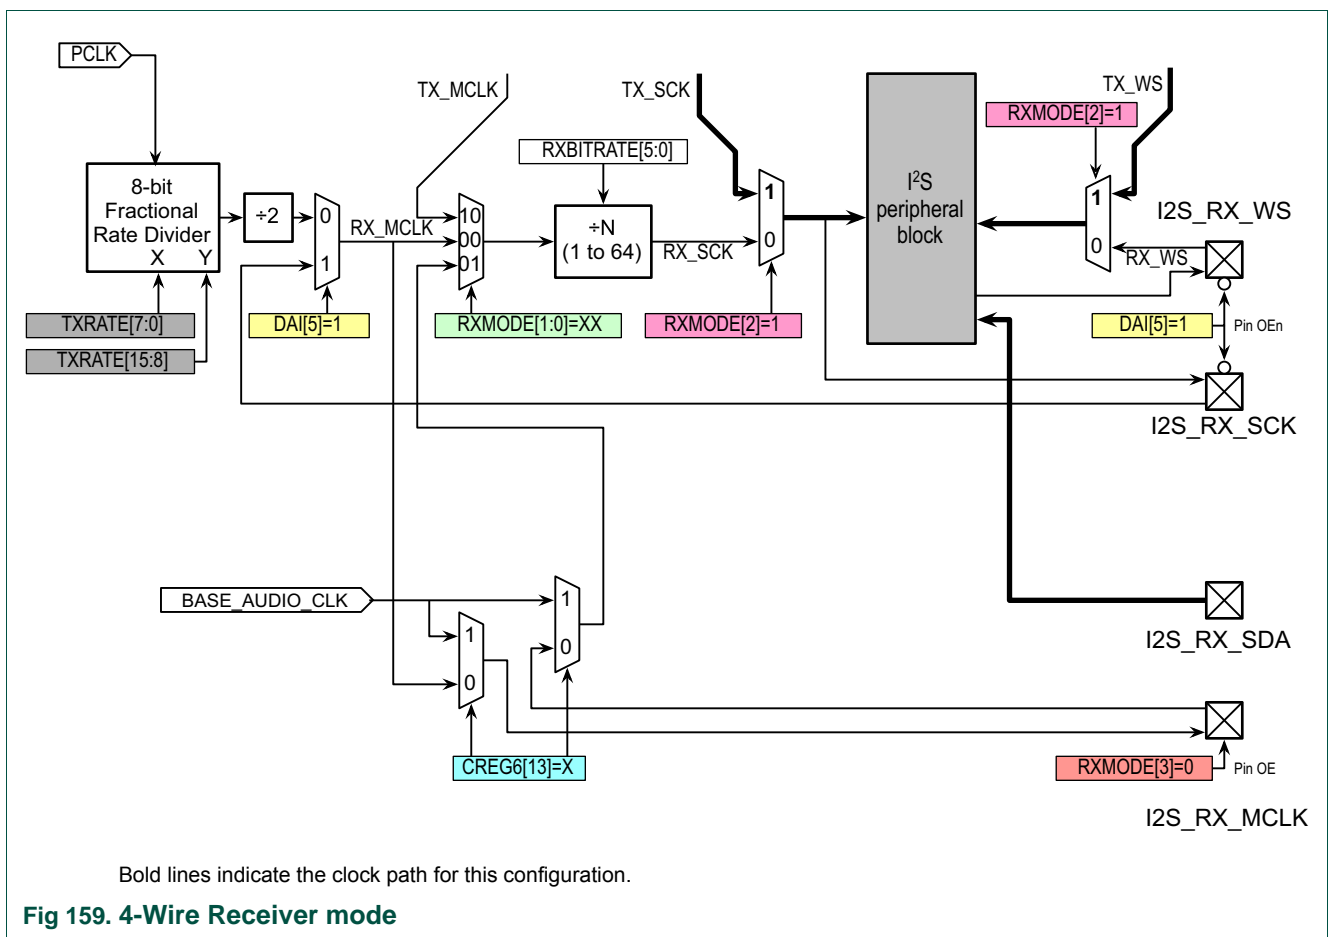 PCLK
TX_MCLK
TX_SCK
TX_WS
RXMODE[2]=1
RXBITRATE[5:0]
8-bit
Fractional
Rate Divider
X Y
÷2
0
1
RX_MCLK
10
00
01
÷N
(1 to 64)
RX_SCK
1
0
I²S
peripheral
block
1
0
I2S_RX_WS
RX_WS
TXRATE[7:0]
DAI[5]=1
RXMODE[1:0]=XX
RXMODE[2]=1
DAI[5]=1
Pin OEn
TXRATE[15:8]
I2S_RX_SCK
BASE_AUDIO_CLK
1
0
1
0
I2S_RX_SDA
CREG6[13]=X
RXMODE[3]=0
Pin OE
I2S_RX_MCLK
Bold lines indicate the clock path for this configuration.
Fig 159. 4-Wire Receiver mode